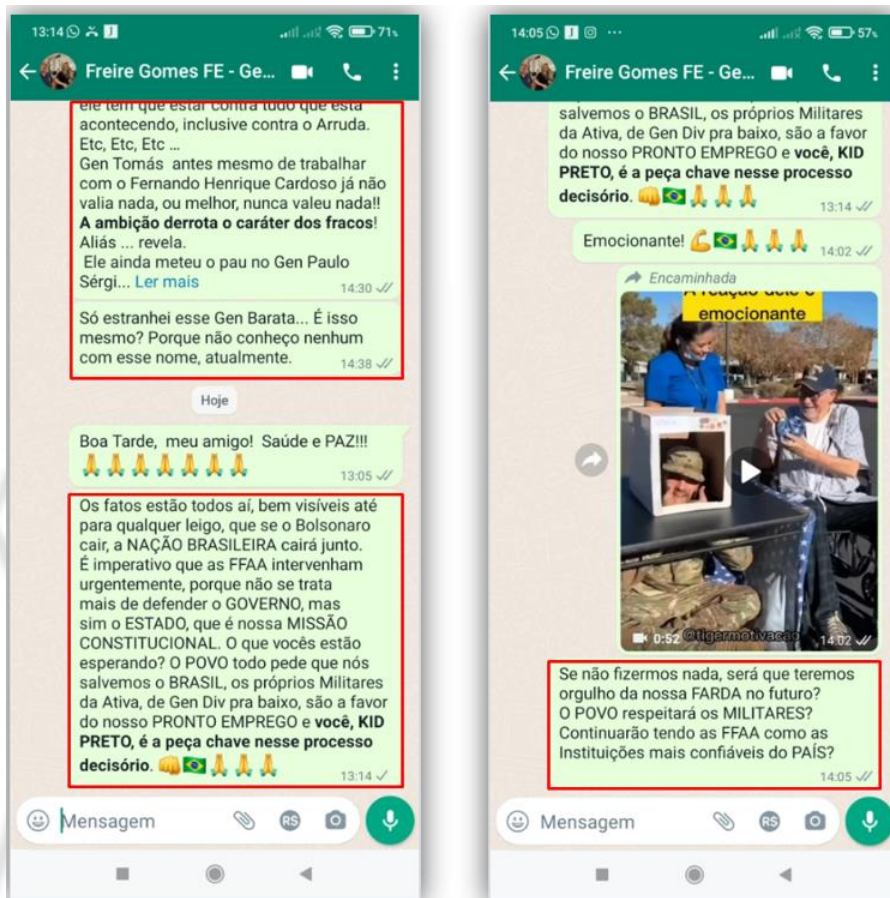 13:14
71%
Freire Gomes FE - Ge...
ele tem que estar contra tudo que está
acontecendo, inclusive contra o Arruda.
Etc, Etc, Etc ...
Gen Tomás antes mesmo de trabalhar
com o Fernando Henrique Cardoso já não
valia nada, ou melhor, nunca valeu nada!!
A ambição derrota o caráter dos fracos!
Aliás ... revela.
Ele ainda meteu o pau no Gen Paulo
Sérgi... Ler mais
14:30
Só estranhei esse Gen Barata... É isso
mesmo? Porque não conheço nenhum
com esse nome, atualmente.
14:38
Hoje
Boa Tarde, meu amigo! Saúde e PAZ!!!
🙏🙏🙏🙏🙏🙏🙏
13:05
Os fatos estão todos aí, bem visíveis até
para qualquer leigo, que se o Bolsonaro
cair, a NAÇÃO BRASILEIRA cairá junto.
É imperativo que as FFAA intervenham
urgentemente, porque não se trata
mais de defender o GOVERNO, mas
sim o ESTADO, que é nossa MISSÃO
CONSTITUCIONAL. O que vocês estão
esperando? O POVO todo pede que nós
salvemos o BRASIL, os próprios Militares
da Ativa, de Gen Div pra baixo, são a favor
do nosso PRONTO EMPREGO e você, KID
PRETO, é a peça chave nesse processo
decisório. 👊🇧🇷🙏🙏🙏
13:14
Mensagem
RS
14:05
57%
Freire Gomes FE - Ge...
salvemos o BRASIL, os próprios Militares
da Ativa, de Gen Div pra baixo, são a favor
do nosso PRONTO EMPREGO e você, KID
PRETO, é a peça chave nesse processo
decisório. 👊🇧🇷🙏🙏🙏
13:14
Emocionante! 💪🇧🇷🙏🙏🙏
14:02
Encaminhada
A reação dele é
emocionante
0:52 @tigermotivacao 14:02
Se não fizermos nada, será que teremos
orgulho da nossa FARDA no futuro?
O POVO respeitará os MILITARES?
Continuarão tendo as FFAA como as
Instituições mais confiáveis do PAÍS?
14:05
Mensagem
RS